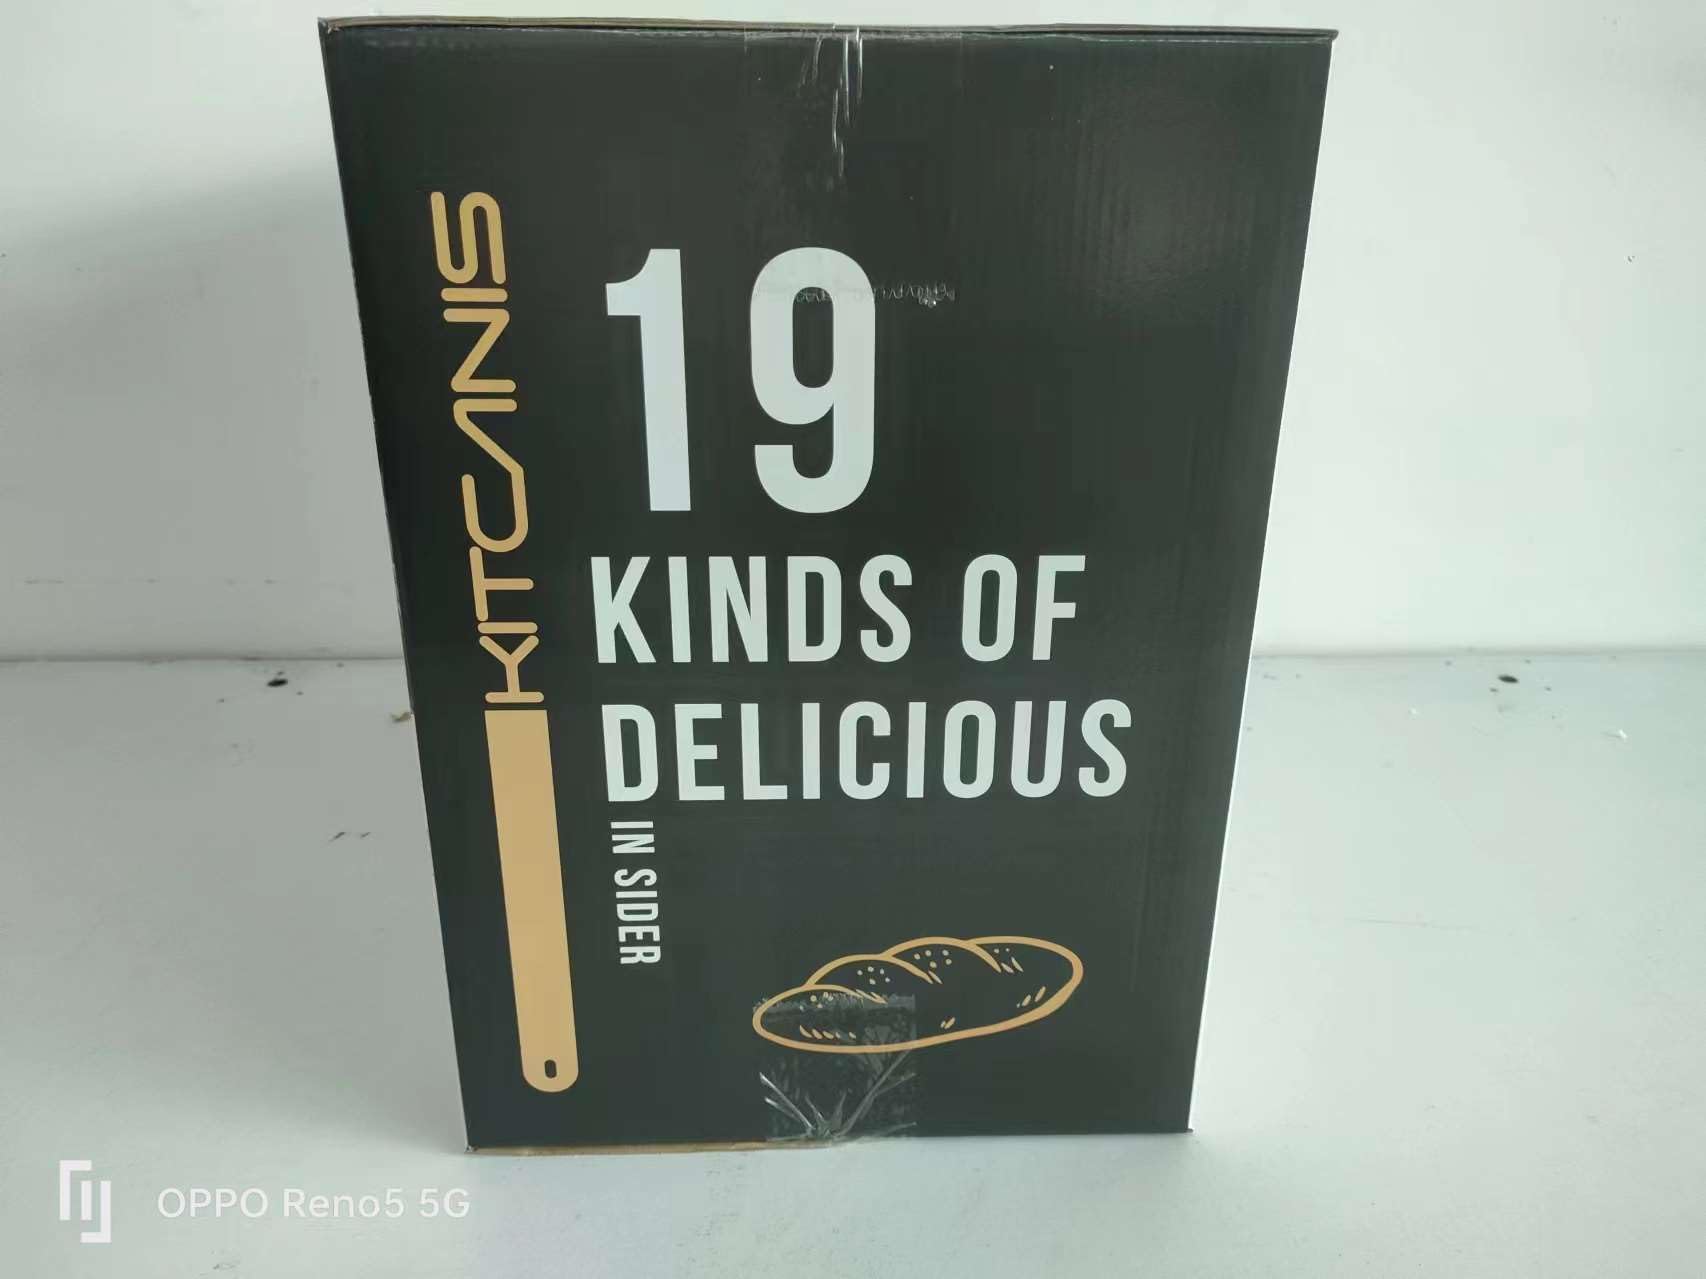 KITCANIS
19
KINDS OF
DELICIOUS
IN SIDER
OPPO Reno5 5G